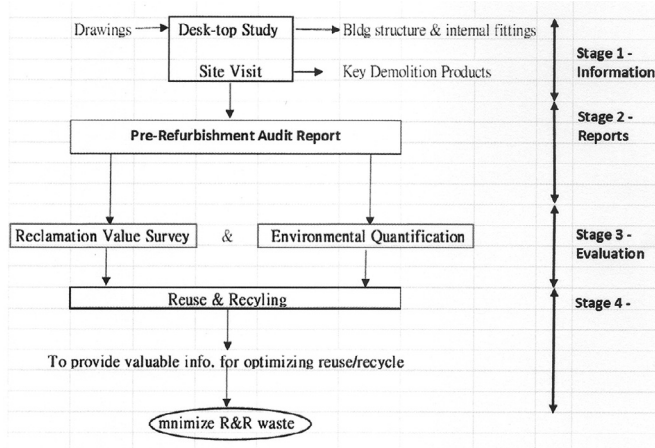 Drawings
Desk-top Study
Bldg structure & internal fittings
Site Visit
Key Demolition Products
Stage 1 -
Information
Pre-Refurbishment Audit Report
Stage 2 -
Reports
Reclamation Value Survey
&
Environmental Quantification
Stage 3 -
Evaluation
Reuse & Recyling
Stage 4 -
To provide valuable info. for optimizing reuse/recycle
mnimize R&R waste